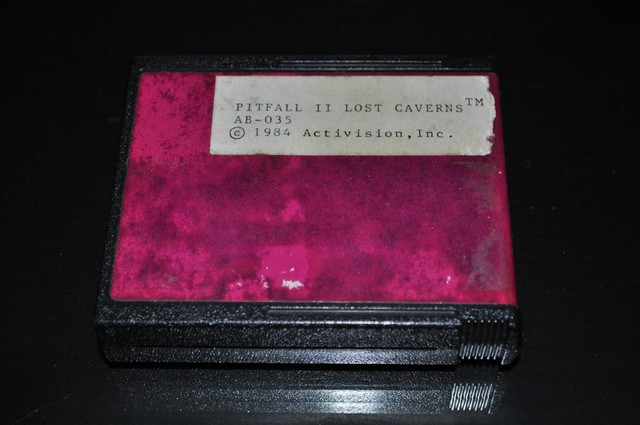 PITFALL II LOST CAVERNS™
AB-035
© 1984 Activision,Inc.